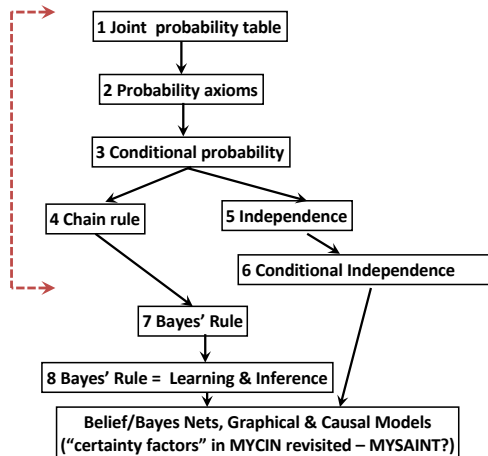 1 Joint probability table
2 Probability axioms
3 Conditional probability
4 Chain rule
5 Independence
6 Conditional Independence
7 Bayes’ Rule
8 Bayes’ Rule = Learning & Inference
Belief/Bayes Nets, Graphical & Causal Models
(“certainty factors” in MYCIN revisited – MYSAINT?)